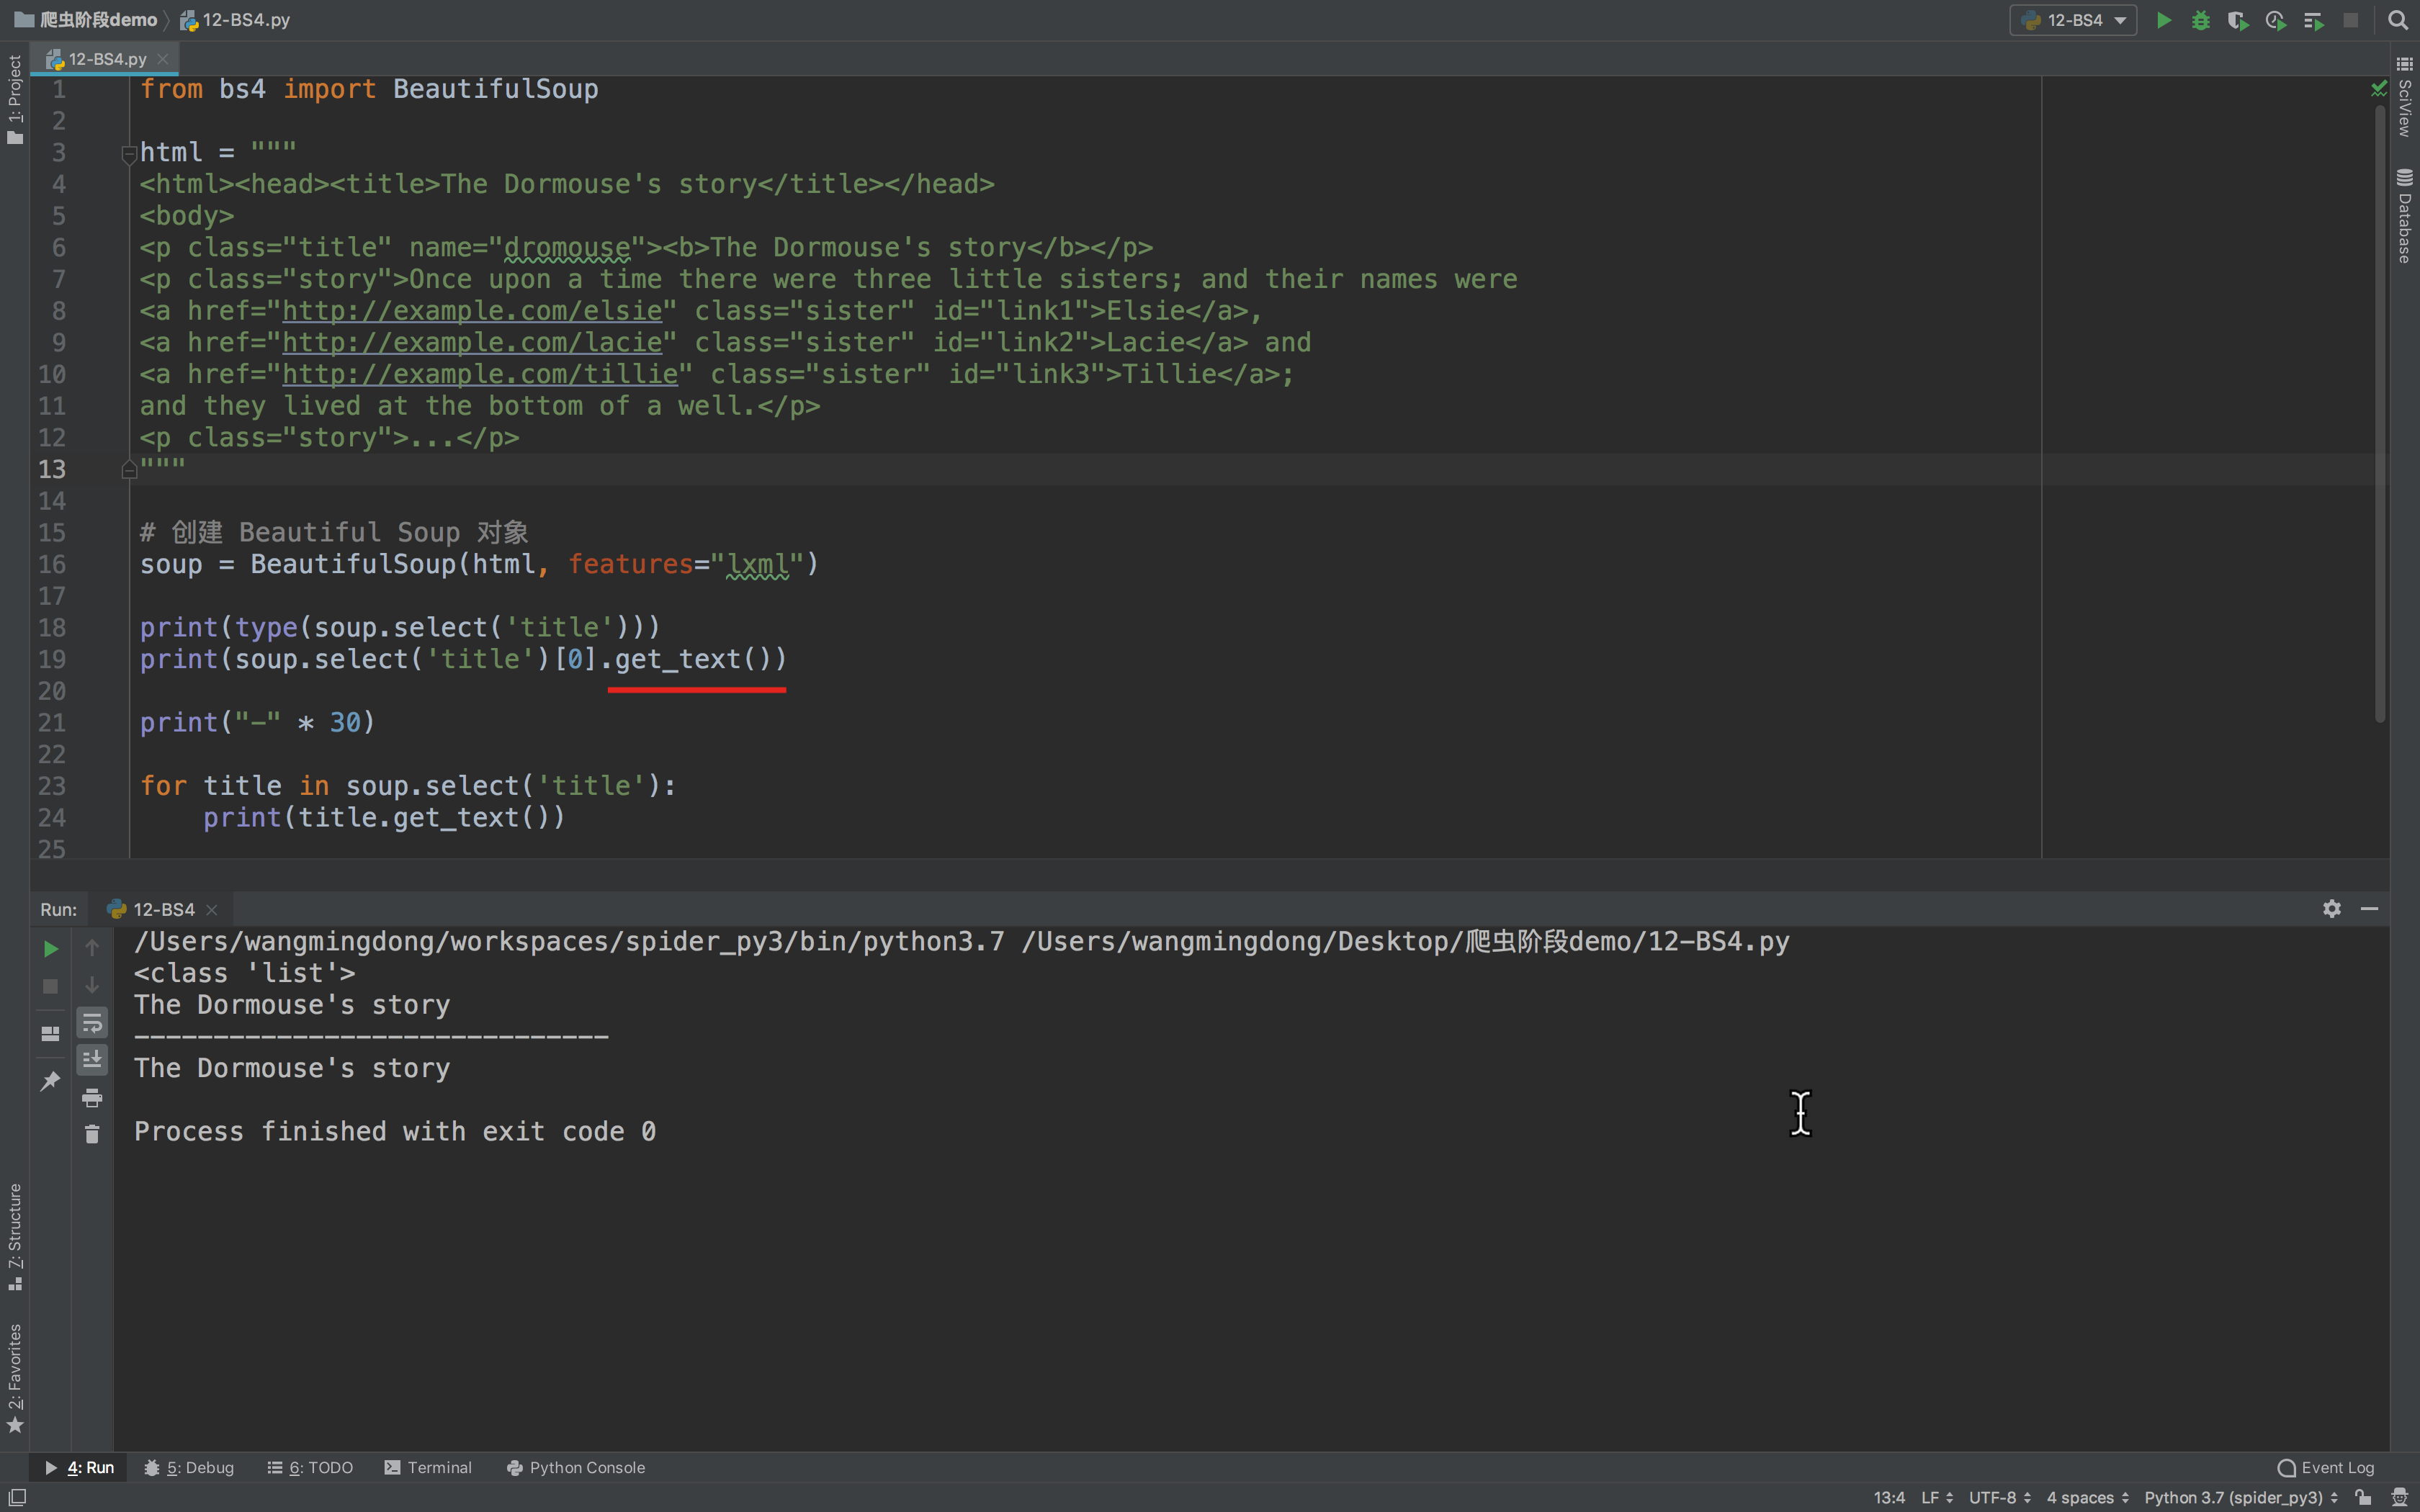 爬虫阶段demo 12-BS4.py
12-BS4
12-BS4.py
1: Project
SciView
Database
1 from bs4 import BeautifulSoup
2
3 html = """
4 <html><head><title>The Dormouse's story</title></head>
5 <body>
6 <p class="title" name="dromouse"><b>The Dormouse's story</b></p>
7 <p class="story">Once upon a time there were three little sisters; and their names were
8 <a href="http://example.com/elsie" class="sister" id="link1">Elsie</a>,
9 <a href="http://example.com/lacie" class="sister" id="link2">Lacie</a> and
10 <a href="http://example.com/tillie" class="sister" id="link3">Tillie</a>;
11 and they lived at the bottom of a well.</p>
12 <p class="story">...</p>
13 """
14
15 # 创建 Beautiful Soup 对象
16 soup = BeautifulSoup(html, features="lxml")
17
18 print(type(soup.select('title')))
19 print(soup.select('title')[0].get_text())
20
21 print("-" * 30)
22
23 for title in soup.select('title'):
24     print(title.get_text())
25
Run: 12-BS4
/Users/wangmingdong/workspaces/spider_py3/bin/python3.7 /Users/wangmingdong/Desktop/爬虫阶段demo/12-BS4.py
<class 'list'>
The Dormouse's story
------------------------------
The Dormouse's story
Process finished with exit code 0
7: Structure
2: Favorites
4: Run 5: Debug 6: TODO Terminal Python Console Event Log
13:4 LF UTF-8 4 spaces Python 3.7 (spider_py3)